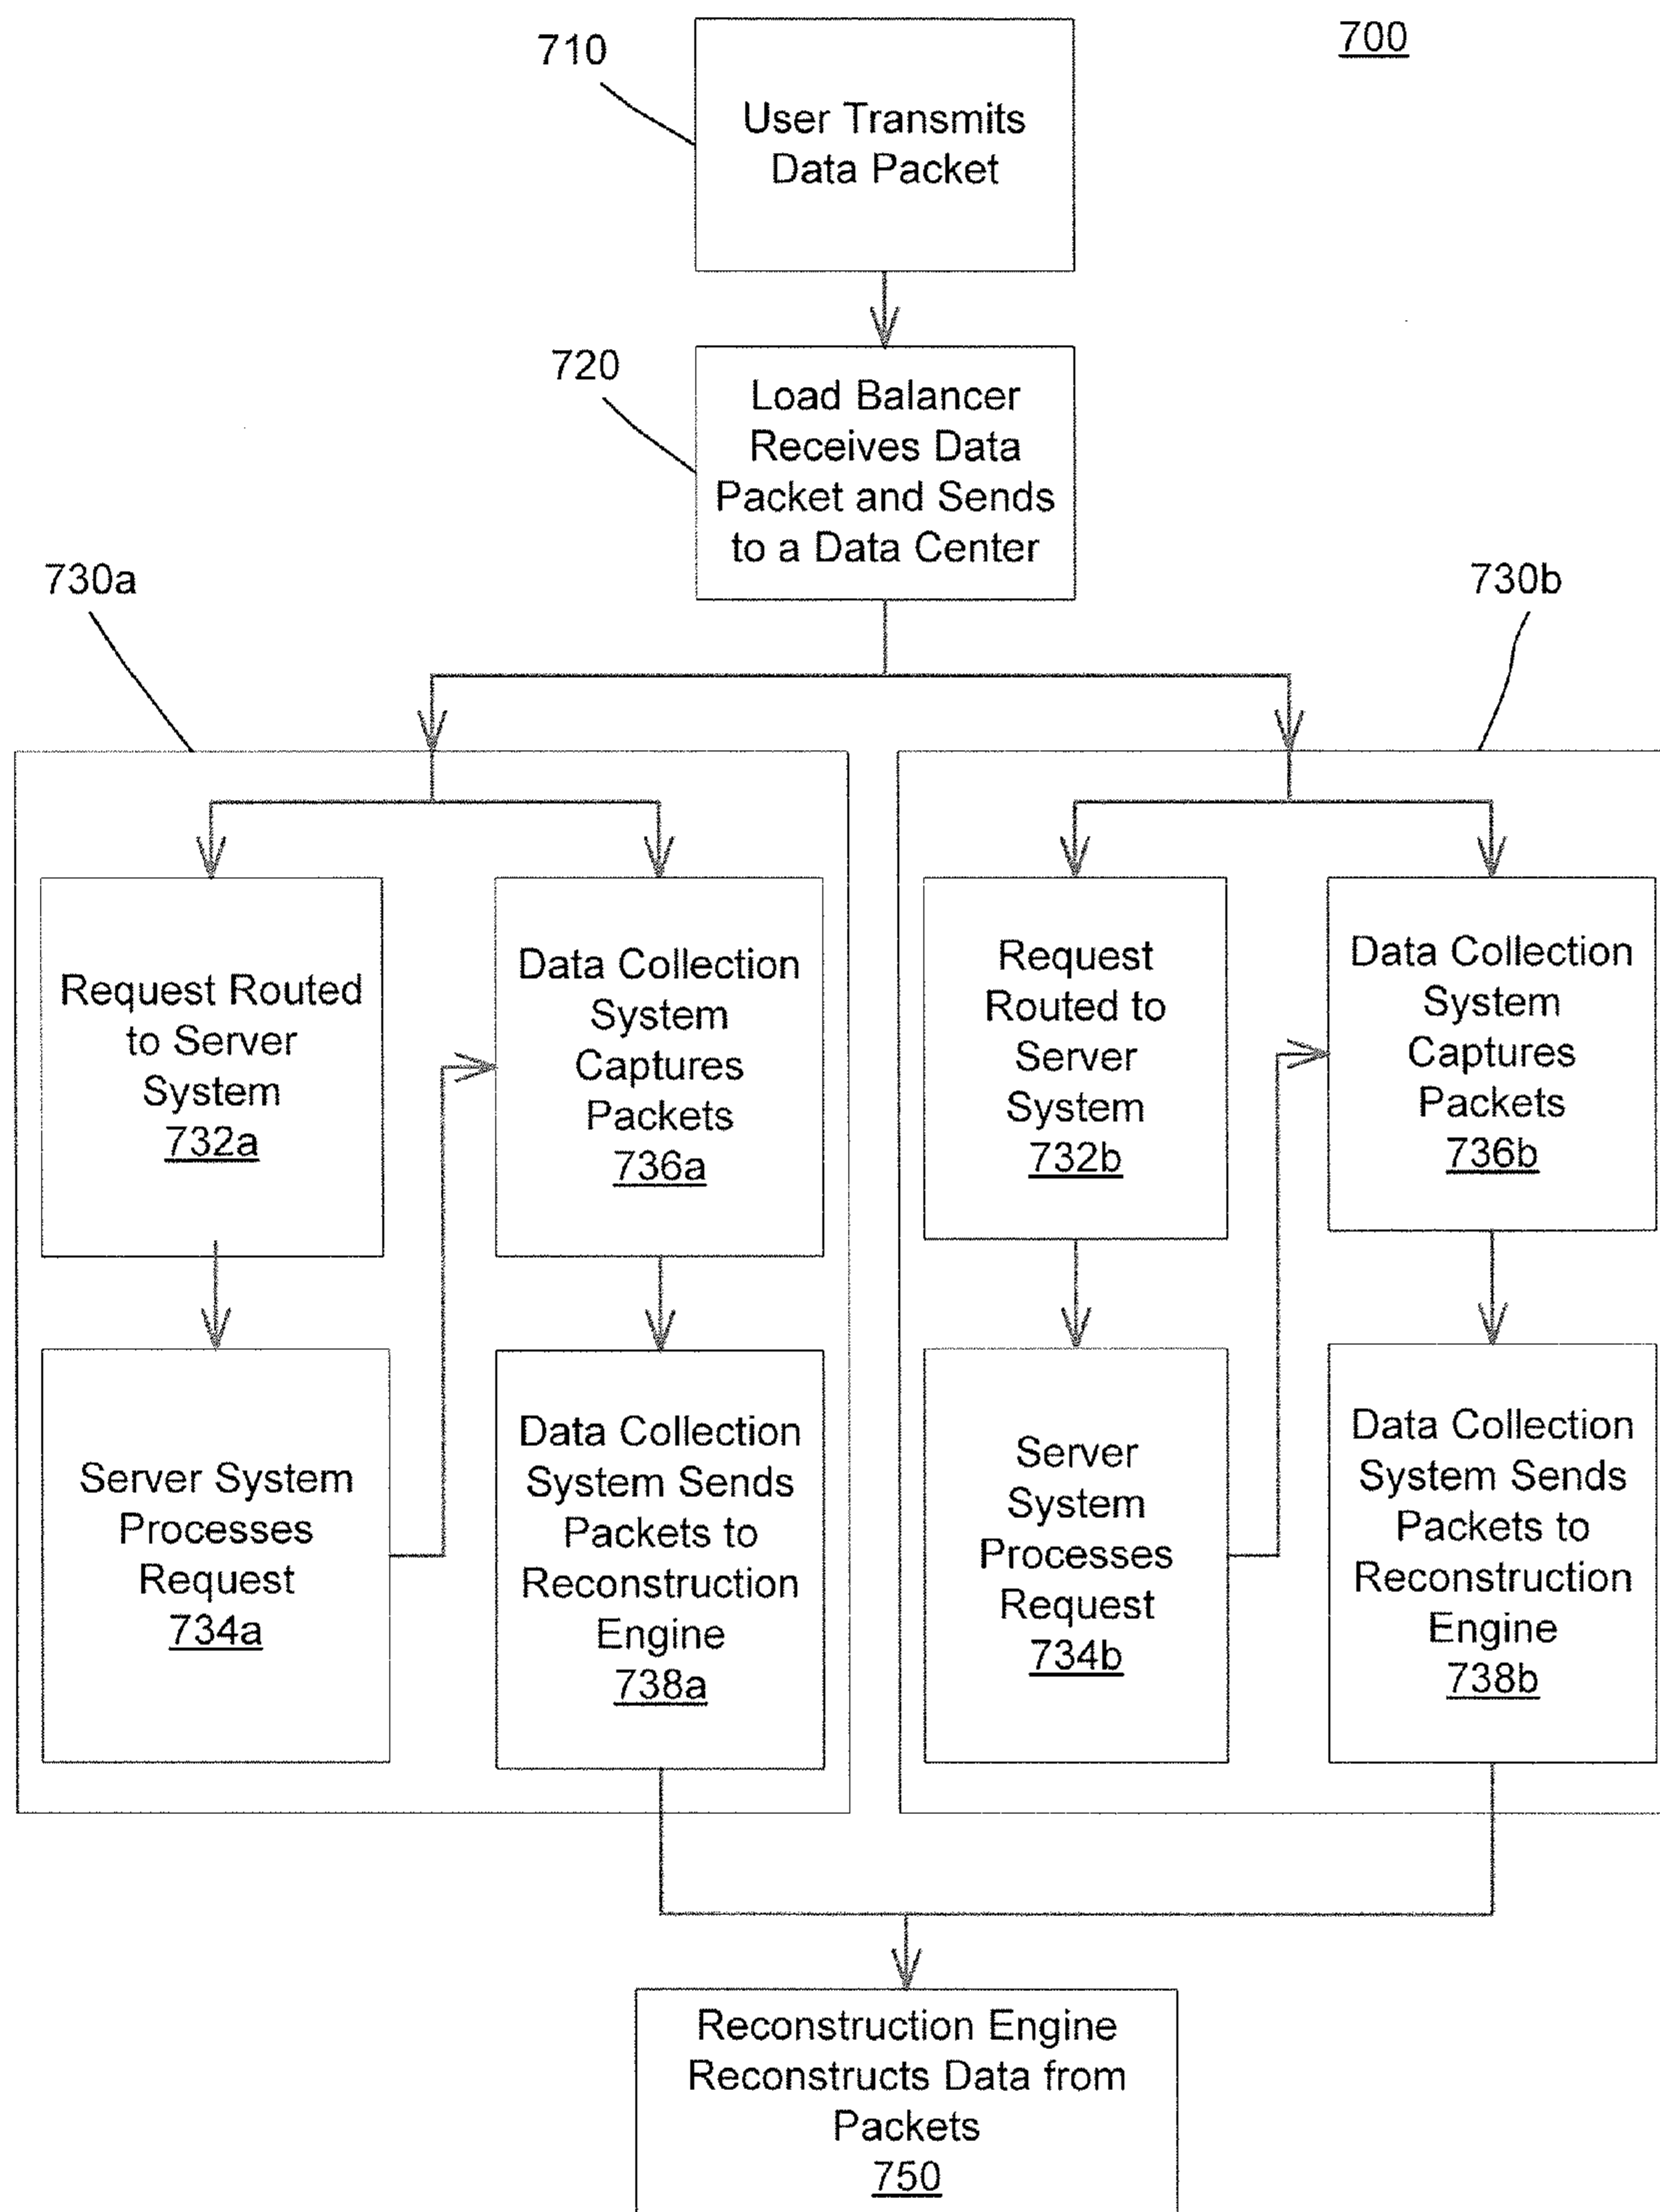 700
710
User Transmits
Data Packet
720
Load Balancer
Receives Data
Packet and Sends
to a Data Center
730a
730b
Request Routed
to Server
System
732a
Data Collection
System
Captures
Packets
736a
Request
Routed to
Server
System
732b
Data Collection
System
Captures
Packets
736b
Server System
Processes
Request
734a
Data Collection
System Sends
Packets to
Reconstruction
Engine
738a
Server
System
Processes
Request
734b
Data Collection
System Sends
Packets to
Reconstruction
Engine
738b
Reconstruction Engine
Reconstructs Data from
Packets
750